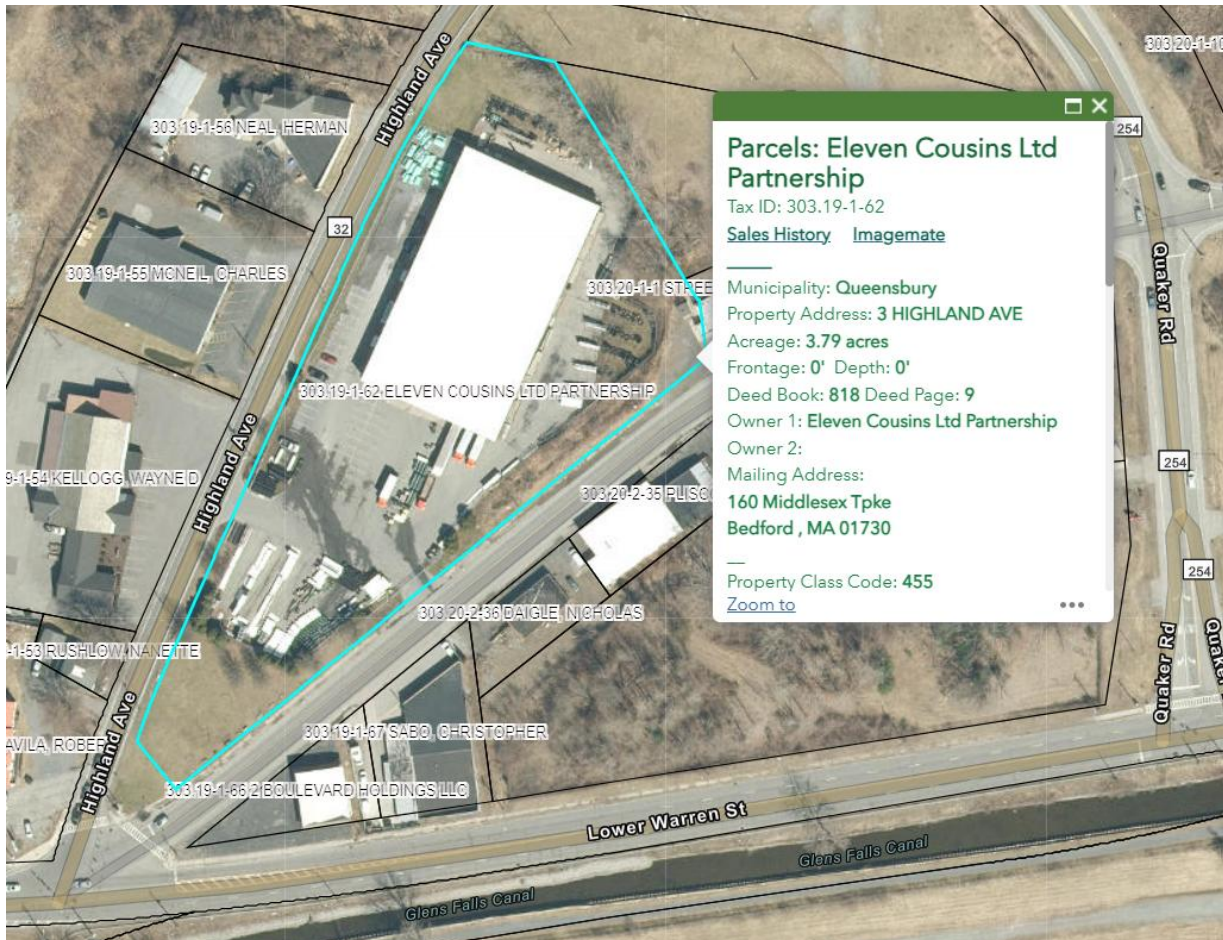 303.20-1-10
Highland Ave
303.19-1-56 NEAL, HERMAN
254
Parcels: Eleven Cousins Ltd
Partnership
Tax ID: 303.19-1-62
Sales History Imagemate
Municipality: Queensbury
Property Address: 3 HIGHLAND AVE
Acreage: 3.79 acres
Frontage: 0' Depth: 0'
Deed Book: 818 Deed Page: 9
Owner 1: Eleven Cousins Ltd Partnership
Owner 2:
Mailing Address:
160 Middlesex Tpke
Bedford , MA 01730
Property Class Code: 455
Zoom to
32
303.19-1-55 MCNEIL, CHARLES
303.20-1-1 STREE
Quaker Rd
303.19-1-62 ELEVEN COUSINS LTD PARTNERSHIP
Highland Ave
9-1-54 KELLOGG, WAYNE D
303.20-2-35 PLISC
254
254
303.20-2-36 DAIGLE, NICHOLAS
-1-53 RUSHLOW, NANETTE
Quaker Rd
Quaker
Highland Ave
303.19-1-67 SABO, CHRISTOPHER
AVILA, ROBER
303.19-1-66 2 BOULEVARD HOLDINGS LLC
Lower Warren St
Glens Falls Canal
Glens Falls Canal